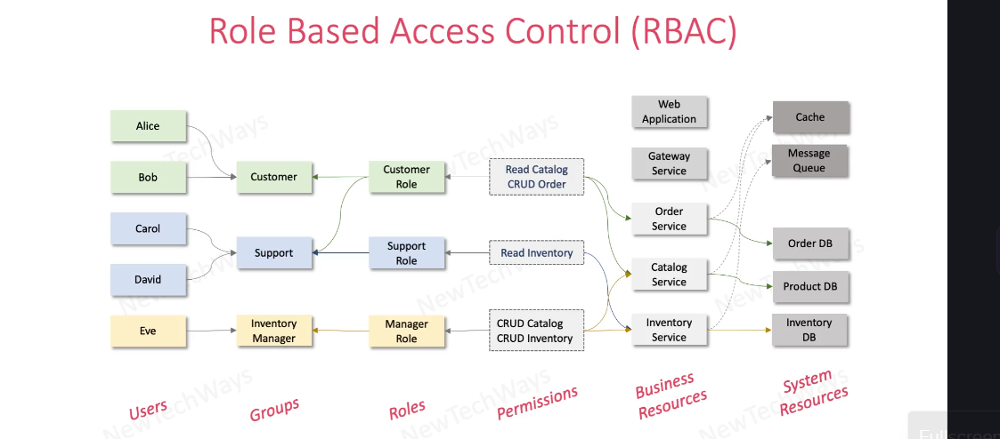 Role Based Access Control (RBAC)
Alice
Bob
Carol
David
Eve
Customer
Support
Inventory
Manager
Customer
Role
Support
Role
Manager
Role
Read Catalog
CRUD Order
Read Inventory
CRUD Catalog
CRUD Inventory
Web
Application
Gateway
Service
Order
Service
Catalog
Service
Inventory
Service
Cache
Message
Queue
Order DB
Product DB
Inventory
DB
Users
Groups
Roles
Permissions
Business
Resources
System
Resources
NewTechWays
Fullscreen